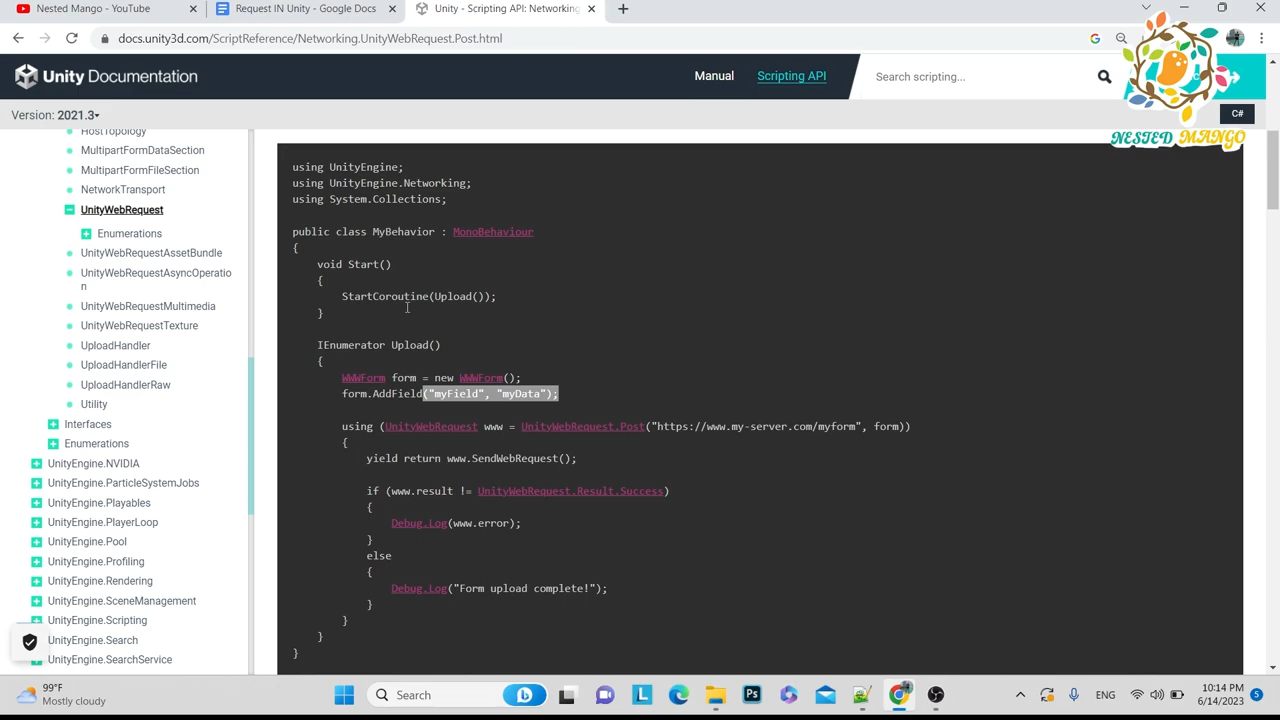 Nested Mango - YouTube
Request IN Unity - Google Docs
Unity - Scripting API: Networking
docs.unity3d.com/ScriptReference/Networking.UnityWebRequest.Post.html
Unity Documentation
Manual
Scripting API
Search scripting...
Version: 2021.3
C#
NESTED MANGO
HostTopology
MultipartFormDataSection
MultipartFormFileSection
NetworkTransport
UnityWebRequest
Enumerations
UnityWebRequestAssetBundle
UnityWebRequestAsyncOperatio
n
UnityWebRequestMultimedia
UnityWebRequestTexture
UploadHandler
UploadHandlerFile
UploadHandlerRaw
Utility
Interfaces
Enumerations
UnityEngine.NVIDIA
UnityEngine.ParticleSystemJobs
UnityEngine.Playables
UnityEngine.PlayerLoop
UnityEngine.Pool
UnityEngine.Profiling
UnityEngine.Rendering
UnityEngine.SceneManagement
UnityEngine.Scripting
UnityEngine.Search
UnityEngine.SearchService
using UnityEngine;
using UnityEngine.Networking;
using System.Collections;
public class MyBehavior : MonoBehaviour
{
void Start()
{
StartCoroutine(Upload());
}
IEnumerator Upload()
{
WWWForm form = new WWWForm();
form.AddField("myField", "myData");
using (UnityWebRequest www = UnityWebRequest.Post("https://www.my-server.com/myform", form))
{
yield return www.SendWebRequest();
if (www.result != UnityWebRequest.Result.Success)
{
Debug.Log(www.error);
}
else
{
Debug.Log("Form upload complete!");
}
}
}
}
99°F
Mostly cloudy
Search
ENG
10:14 PM
6/14/2023
5